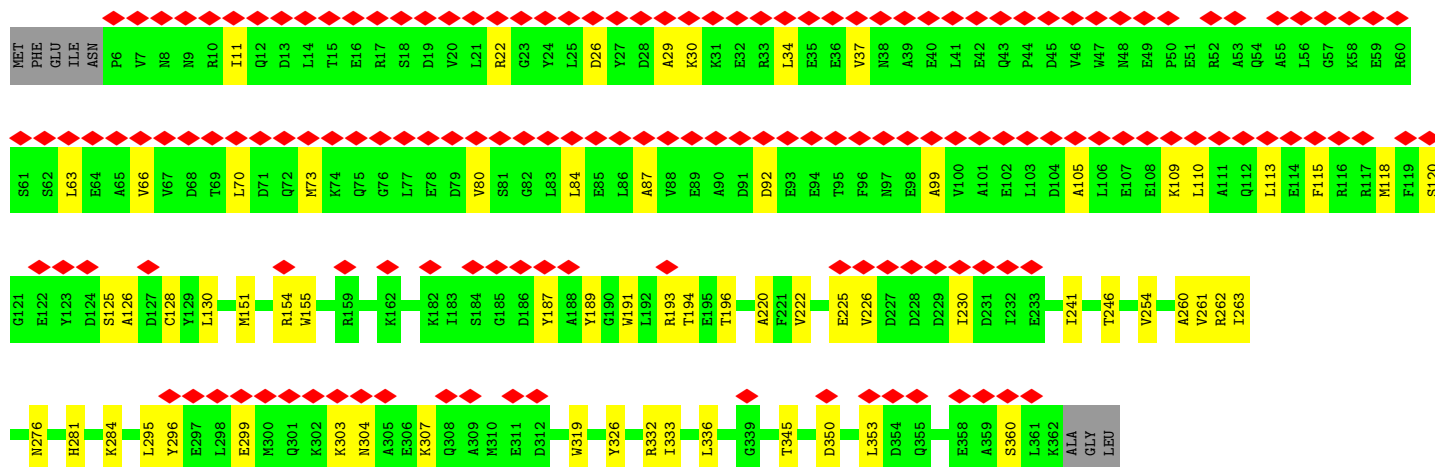 MET PHE GLU ILE ASN P6 V7 N8 N9 R10 I11 Q12 D13 L14 T15 E16 R17 S18 D19 V20 L21 R22 G23 Y24 L25 D26 Y27 D28 A29 K30 K31 E32 R33 L34 E35 E36 V37 N38 A39 E40 L41 E42 Q43 P44 D45 V46 W47 N48 E49 P50 E51 R52 A53 Q54 A55 L56 G57 K58 E59 R60
S61 S62 L63 E64 A65 V66 V67 D68 T69 L70 D71 Q72 M73 K74 Q75 G76 L77 E78 D79 V80 S81 G82 L83 L84 E85 L86 A87 V88 E89 A90 D91 D92 E93 E94 T95 F96 N97 E98 A99 V100 A101 E102 L103 D104 A105 L106 E107 E108 K109 L110 A111 Q112 L113 E114 F115 R116 R117 M118 F119 S120
G121 E122 Y123 D124 S125 A126 D127 C128 Y129 L130 M151 R154 W155 R159 K162 K182 I183 S184 G185 D186 Y187 A188 Y189 G190 W191 L192 R193 T194 E195 T196 A220 F221 V222 E225 V226 D227 D228 D229 I230 D231 I232 E233 I241 T246 V254 A260 V261 R262 I263
N276 H281 K284 L295 Y296 E297 L298 E299 M300 Q301 K302 K303 N304 A305 E306 K307 Q308 A309 M310 E311 D312 W319 Y326 R332 I333 L336 G339 T345 D350 L353 D354 Q355 E358 A359 S360 L361 K362 ALA GLY LEU